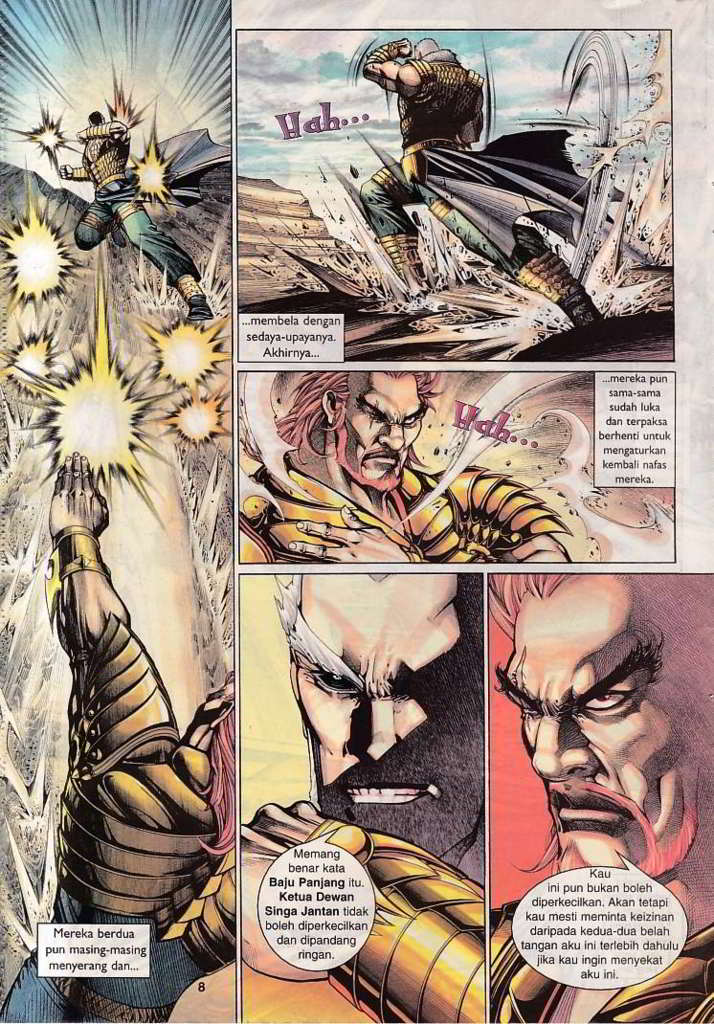 Mereka berdua
pun masing-masing
menyerang dan...
Hah...
...membela dengan
sedaya-upayanya.
Akhirnya...
Hah...
...mereka pun
sama-sama
sudah luka
dan terpaksa
berhenti untuk
mengaturkan
kembali nafas
mereka.
Memang
benar kata
Baju Panjang itu.
Ketua Dewan
Singa Jantan tidak
boleh diperkecilkan
dan dipandang
ringan.
Kau
ini pun bukan boleh
diperkecilkan. Akan tetapi
kau mesti meminta keizinan
daripada kedua-dua belah
tangan aku ini terlebih dahulu
jika kau ingin menyekat
aku ini.
8